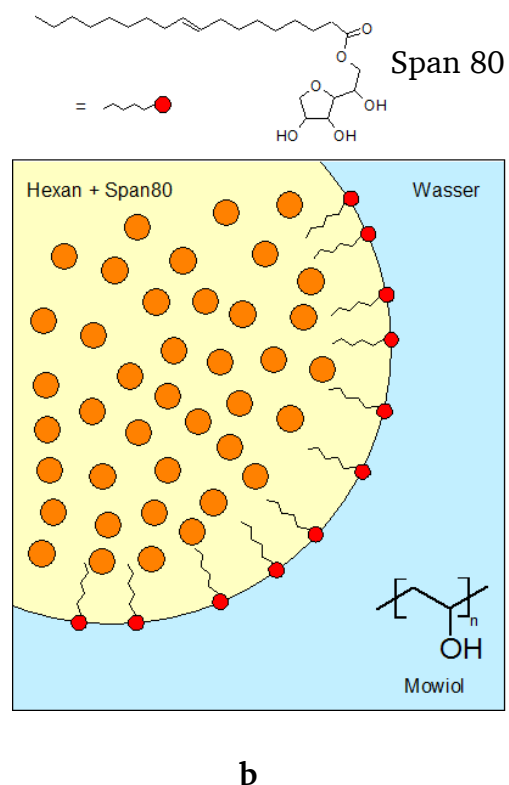 O
O
Span 80
O
OH
=
HO
OH
Hexan + Span80
Wasser
n
OH
Mowiol
b